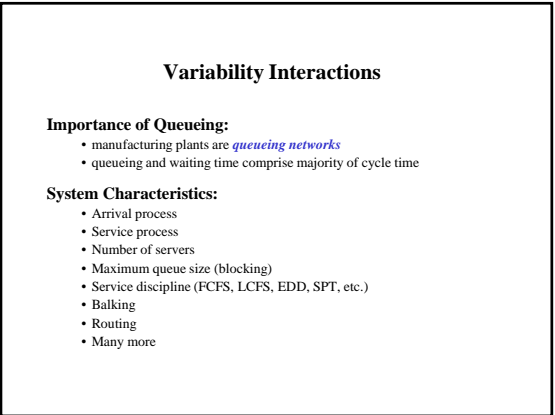 Variability Interactions
Importance of Queueing:
• manufacturing plants are queueing networks
• queueing and waiting time comprise majority of cycle time
System Characteristics:
• Arrival process
• Service process
• Number of servers
• Maximum queue size (blocking)
• Service discipline (FCFS, LCFS, EDD, SPT, etc.)
• Balking
• Routing
• Many more